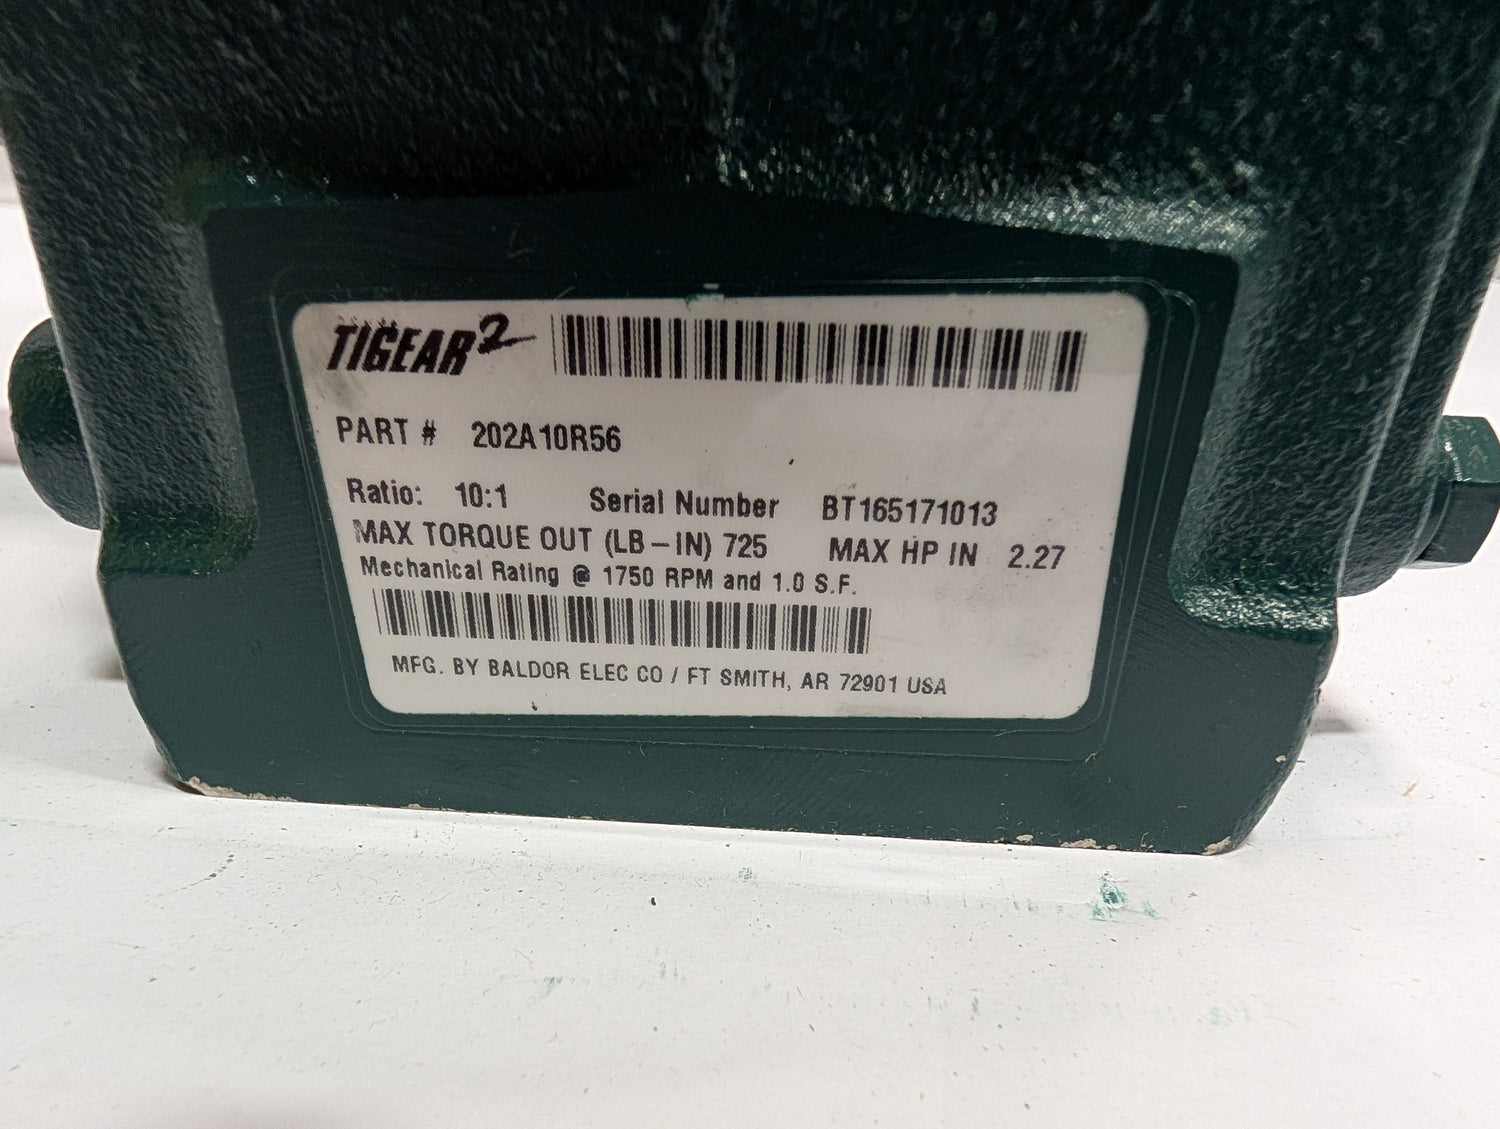 TIGEAR2
PART # 202A10R56
Ratio: 10:1 Serial Number BT165171013
MAX TORQUE OUT (LB-IN) 725 MAX HP IN 2.27
Mechanical Rating @ 1750 RPM and 1.0 S.F.
MFG. BY BALDOR ELEC CO / FT SMITH, AR 72901 USA